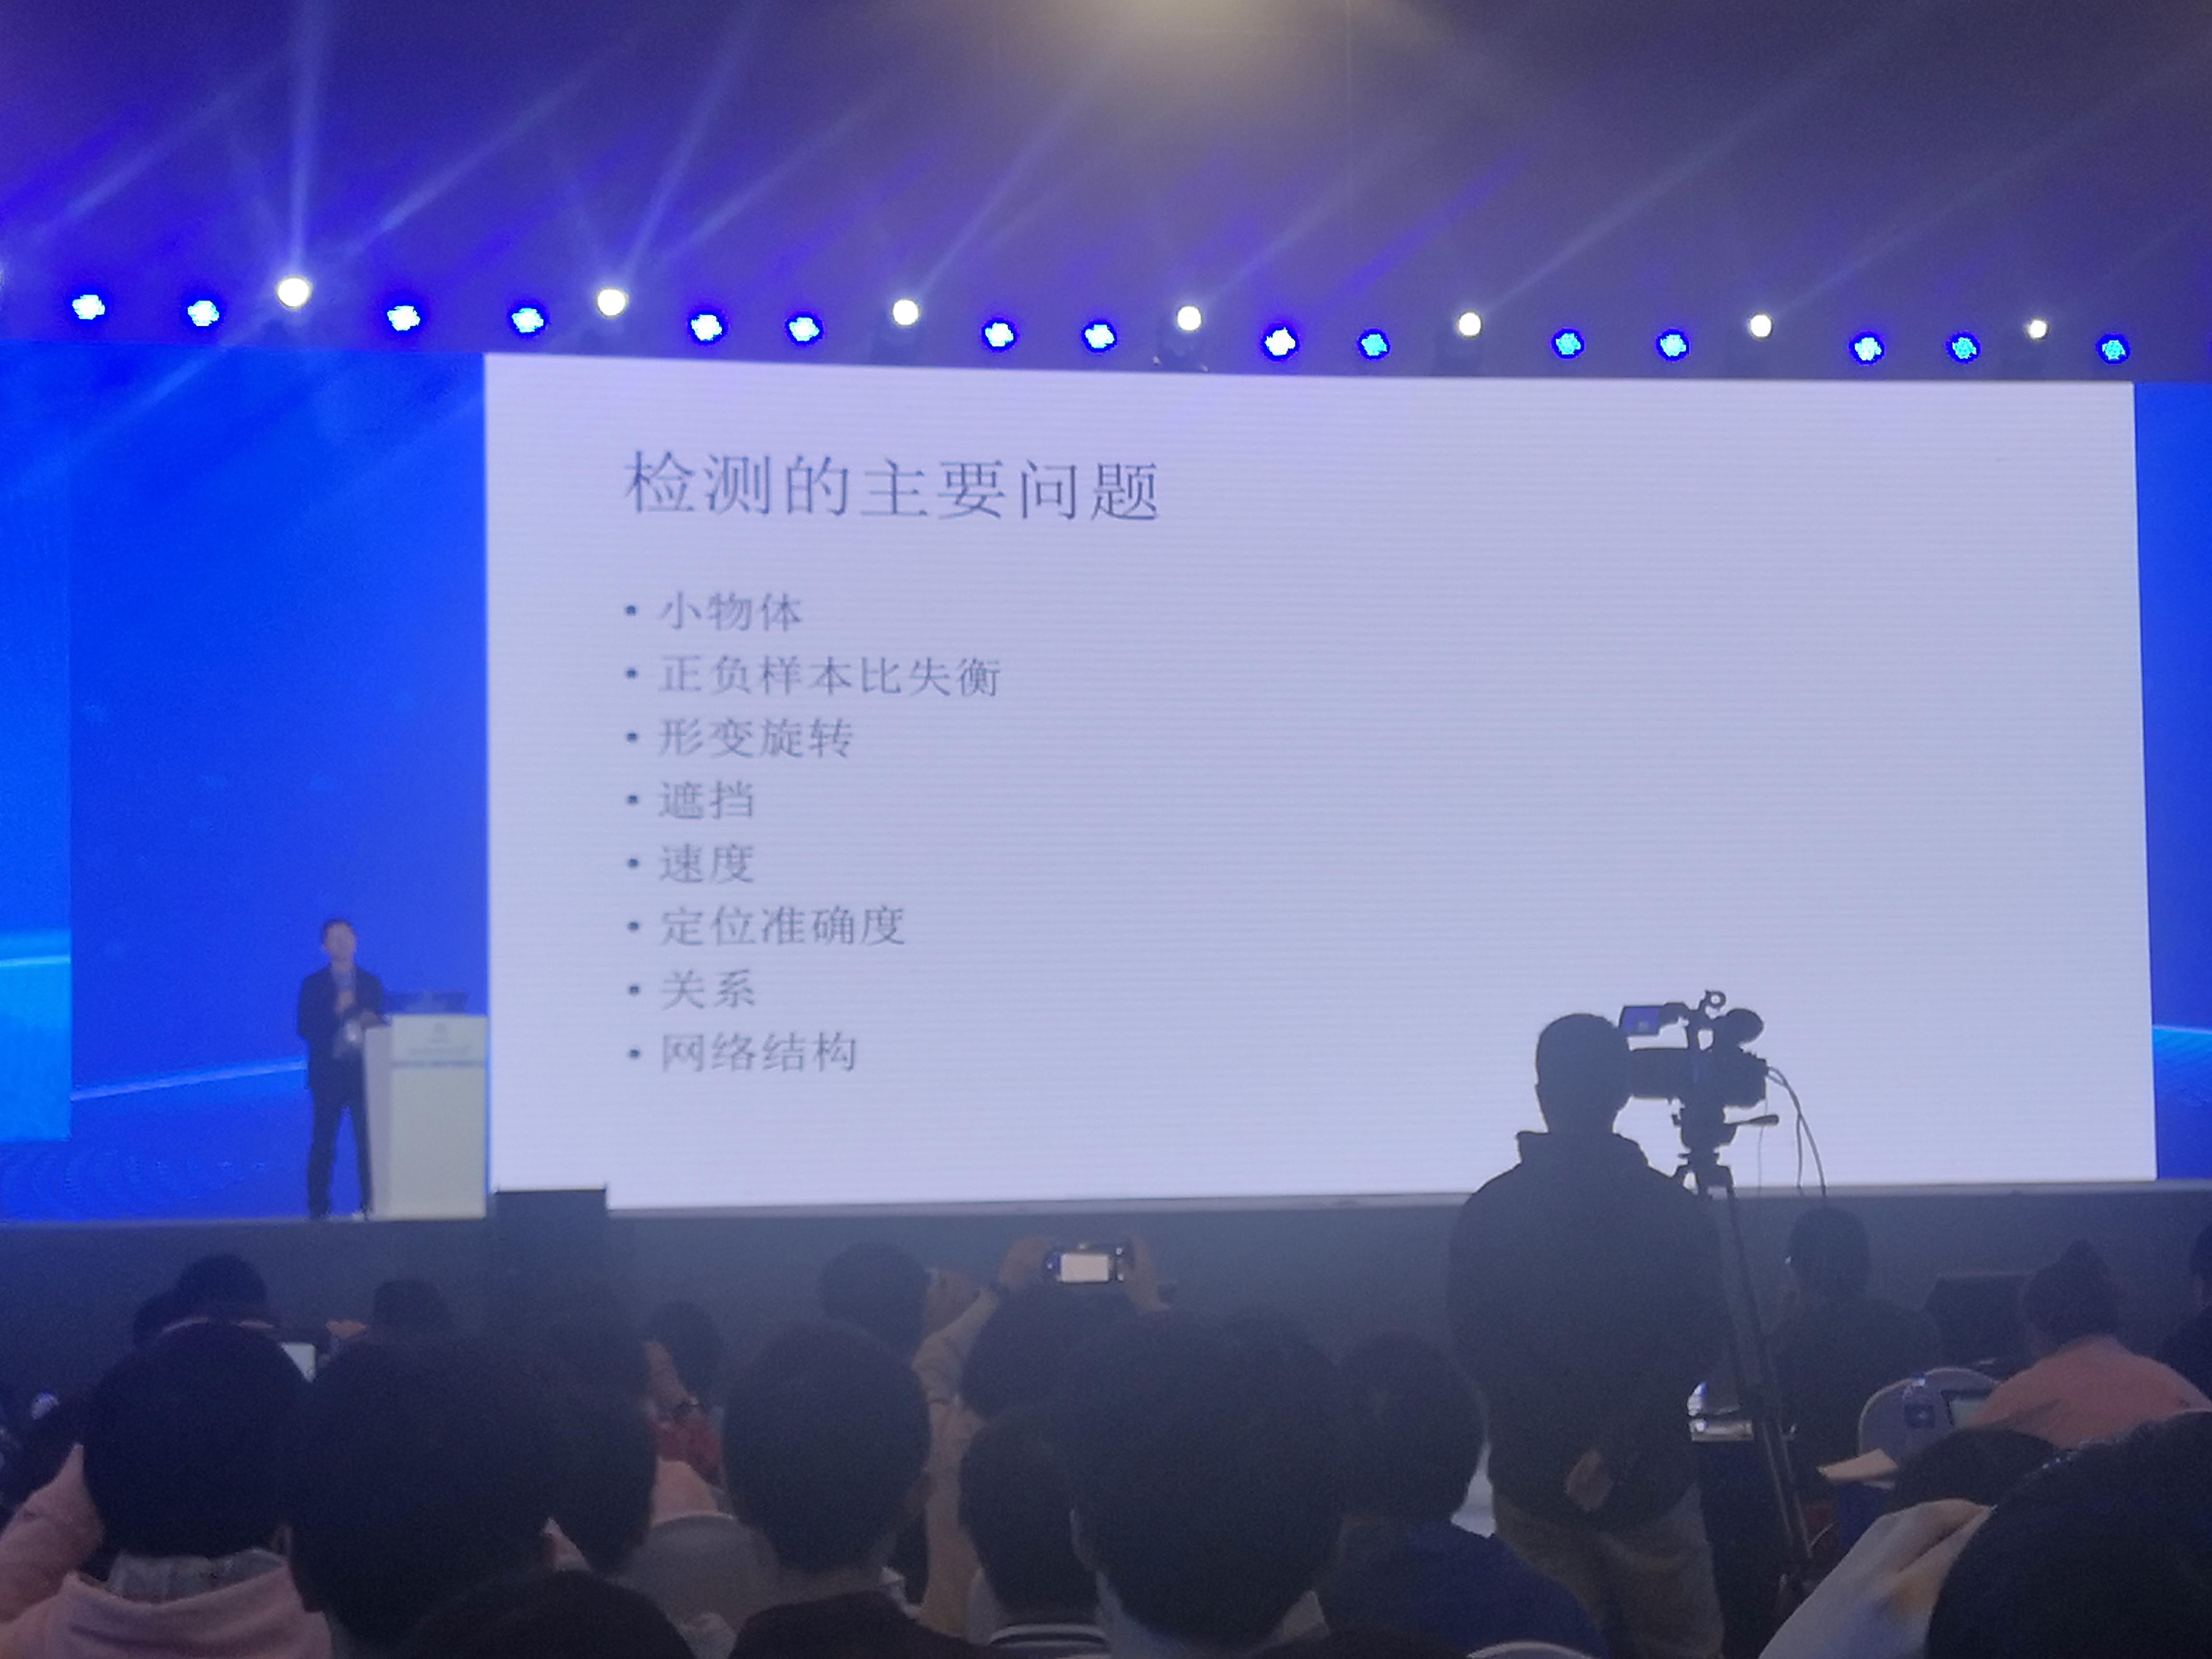 检测的主要问题
• 小物体
• 正负样本比失衡
• 形变旋转
• 遮挡
• 速度
• 定位准确度
• 关系
• 网络结构